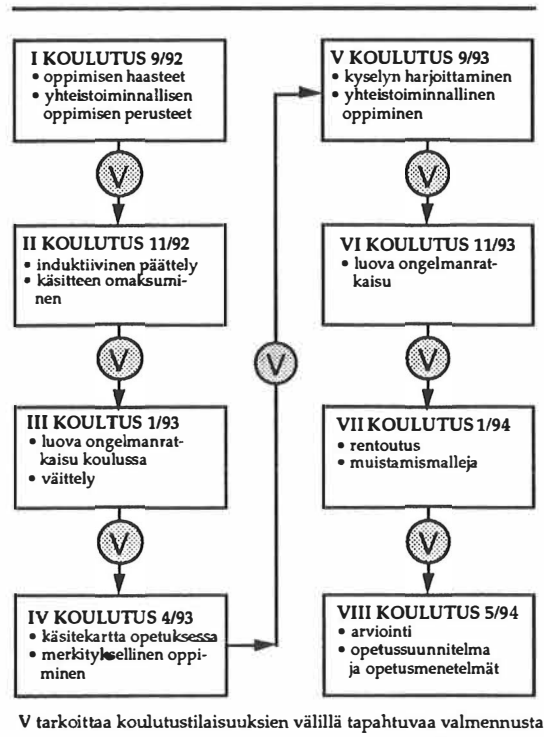 I KOULUTUS 9/92
• oppimisen haasteet
• yhteistoiminnallisen
oppimisen perusteet
V
II KOULUTUS 11/92
• induktiivinen päättely
• käsitteen omaksumi-
nen
V
III KOULTUS 1/93
• luova ongelmanrat-
kaisu koulussa
• väittely
V
IV KOULUTUS 4/93
• käsitekartta opetuksessa
• merkityksellinen oppi-
minen
V
V KOULUTUS 9/93
• kyselyn harjoittaminen
• yhteistoiminnallinen
oppiminen
V
VI KOULUTUS 11/93
• luova ongelmanrat-
kaisu
V
VII KOULUTUS 1/94
• rentoutus
• muistamismalleja
V
VIII KOULUTUS 5/94
• arviointi
• opetussuunnitelma
ja opetusmenetelmät
V tarkoittaa koulutustilaisuuksien välillä tapahtuvaa valmennusta